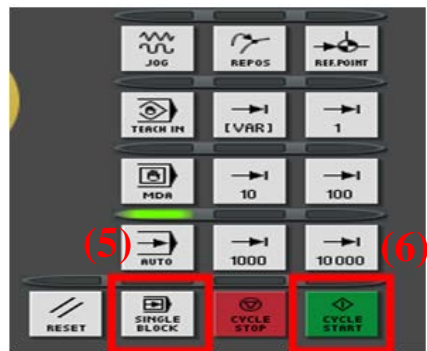 JOG REPOS REF.POINT
TEACH IN [VAR] 1
MDA 10 100
(5) AUTO 1000 10 000 (6)
RESET SINGLE BLOCK CYCLE STOP CYCLE START